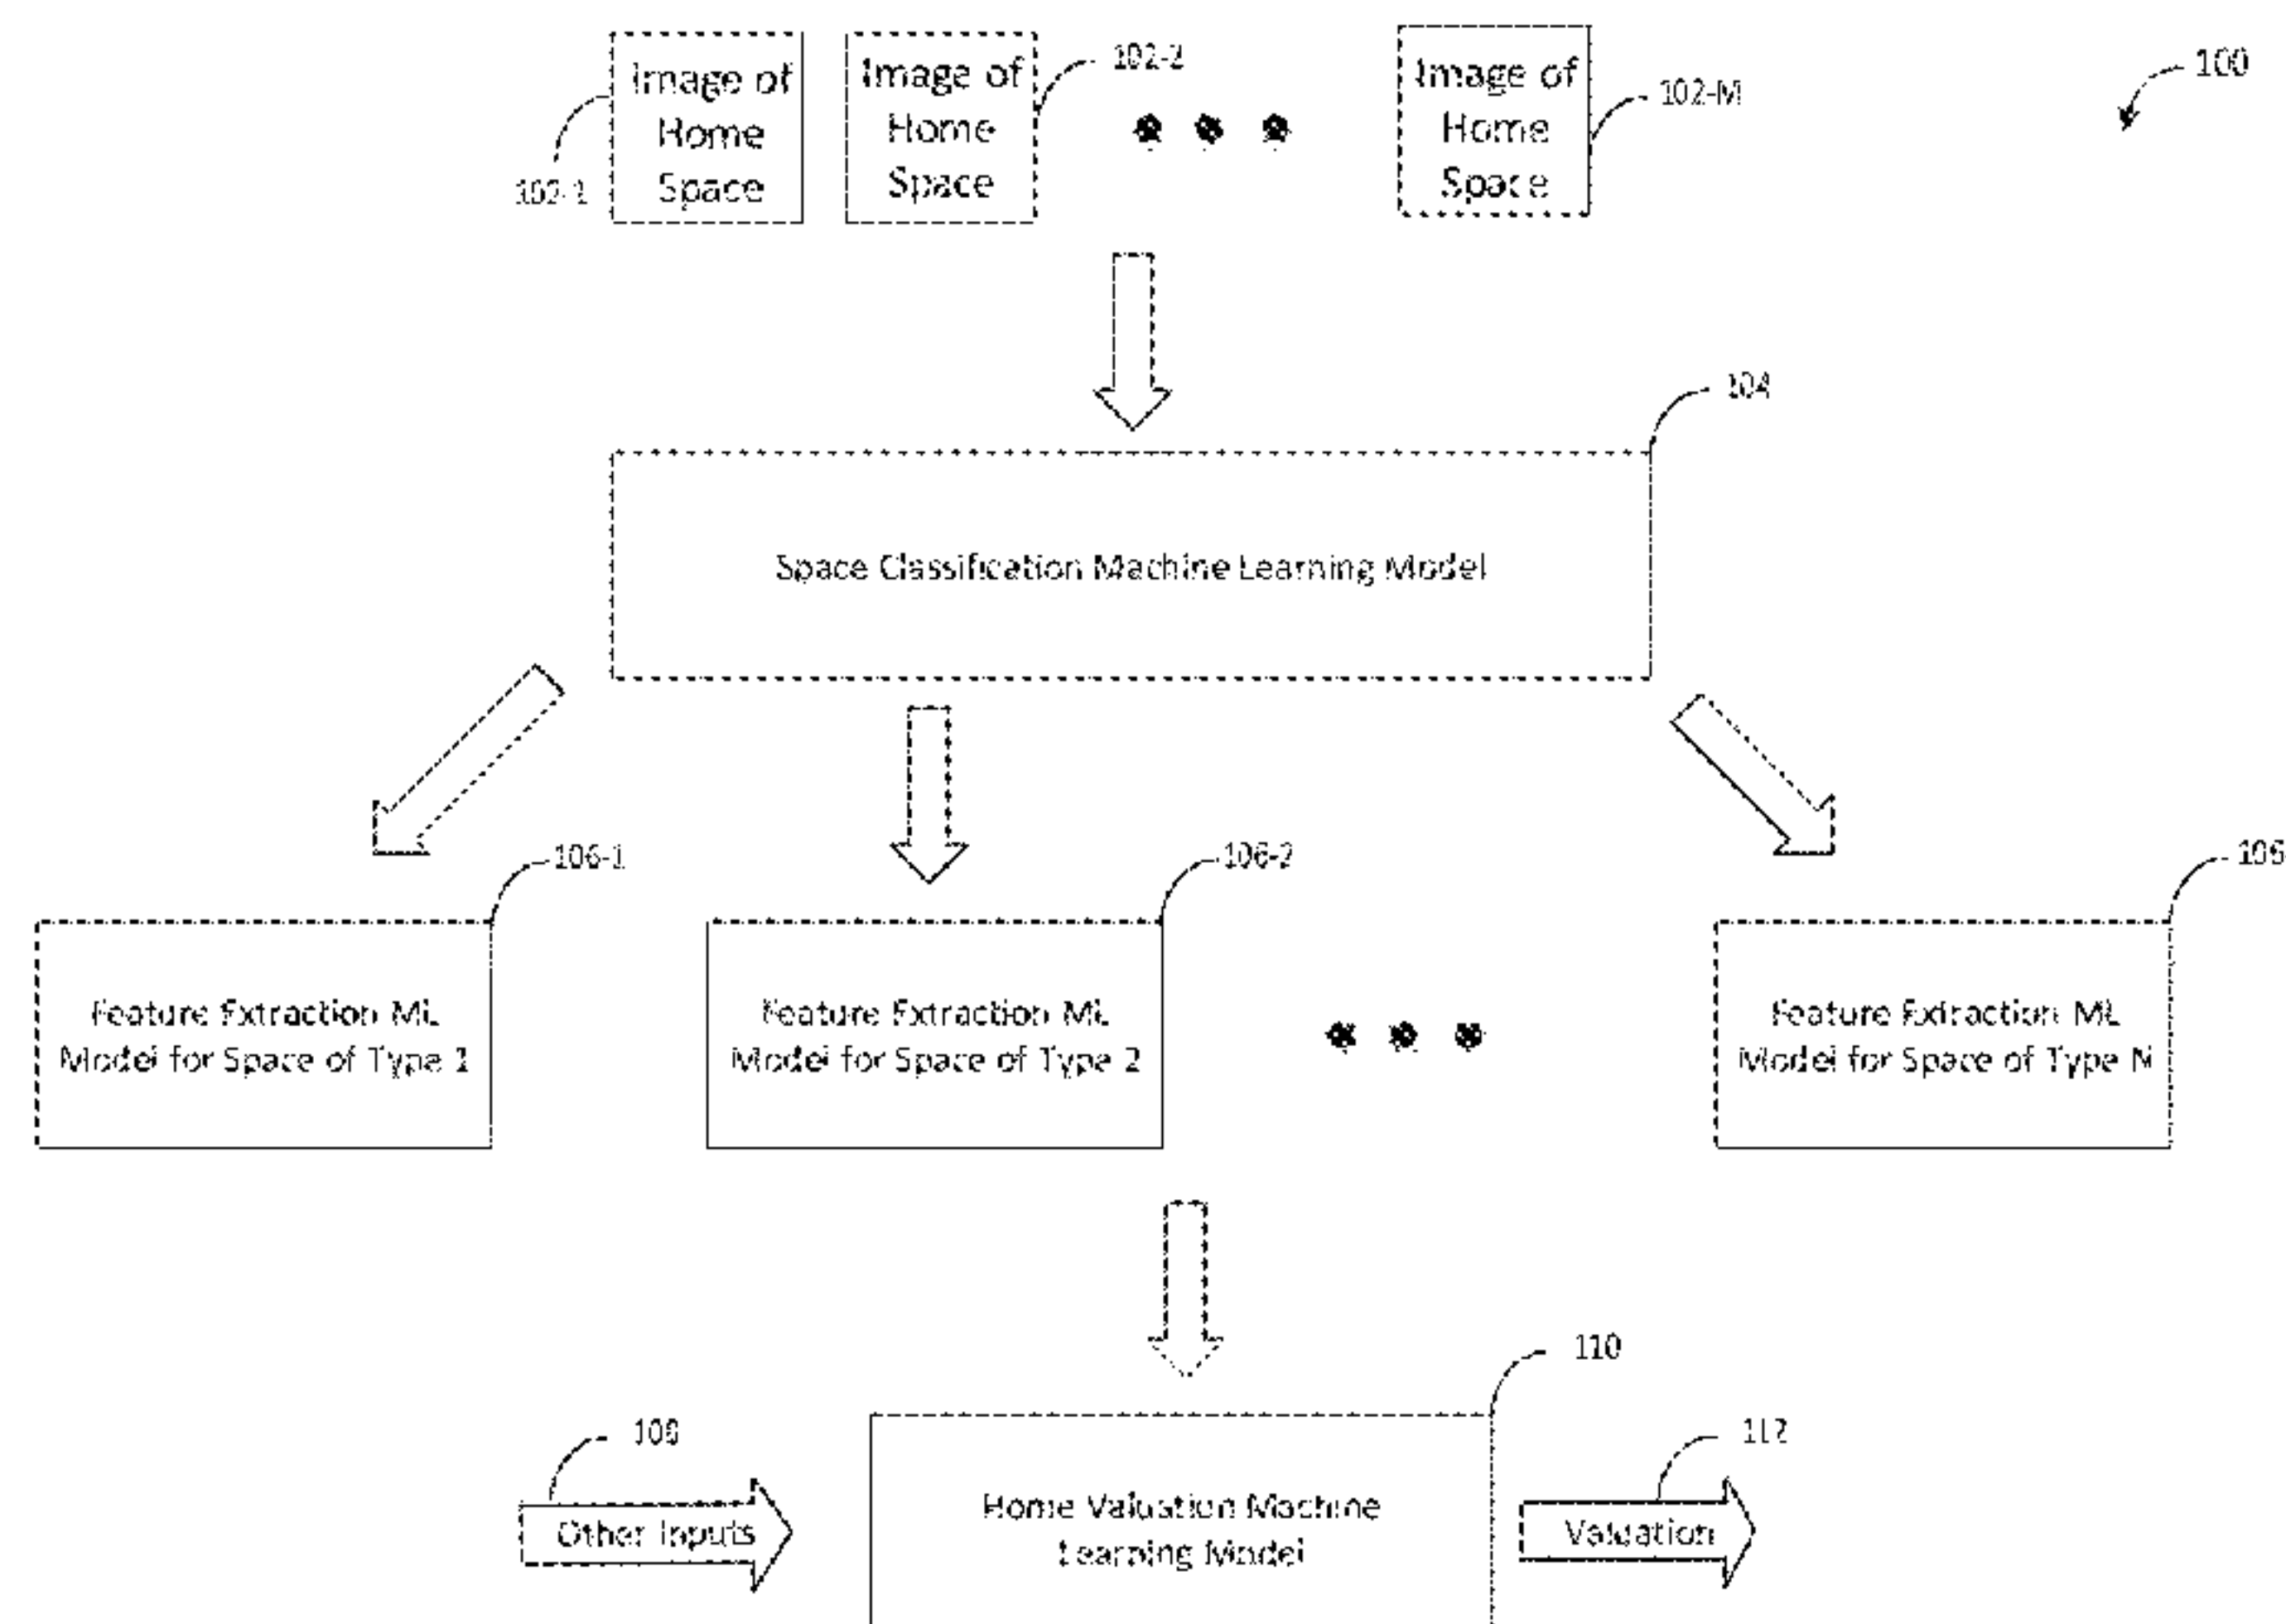 100
Image of
Home
Space
102-1
Image of
Home
Space
102-2
Image of
Home
Space
102-M
104
Space Classification Machine Learning Model
106-1
Feature Extraction ML
Model for Space of Type 1
106-2
Feature Extraction ML
Model for Space of Type 2
106
Feature Extraction ML
Model for Space of Type N
108
Other Inputs
110
Home Valuation Machine
Learning Model
112
Valuation